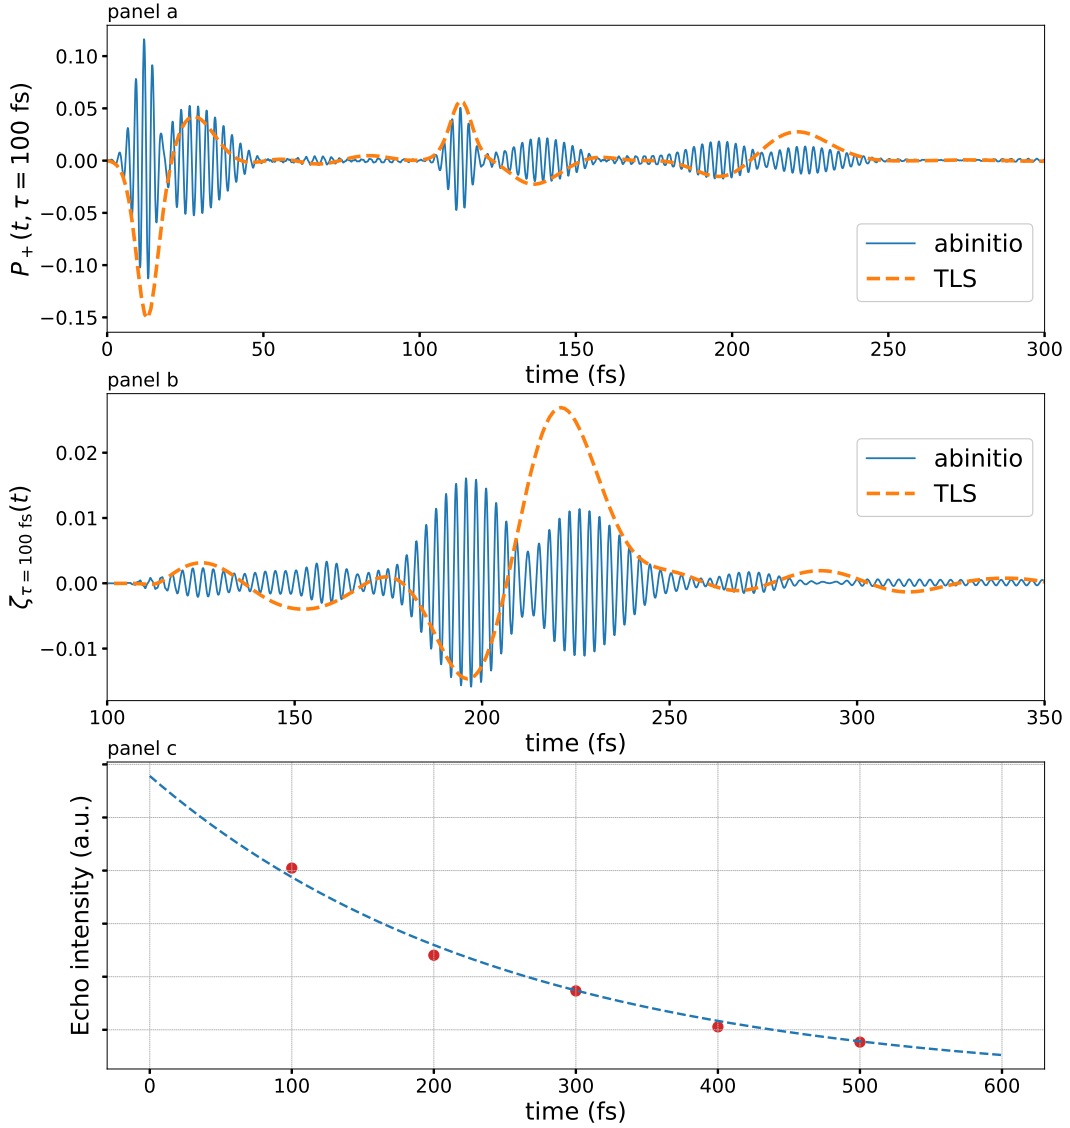 panel a
P₊(t, τ = 100 fs)
0.10
0.05
0.00
−0.05
−0.10
−0.15
abinitio
TLS
0 50 100 150 200 250 300
time (fs)
panel b
ζτ = 100 fs(t)
0.02
0.01
0.00
−0.01
abinitio
TLS
100 150 200 250 300 350
time (fs)
panel c
Echo intensity (a.u.)
0 100 200 300 400 500 600
time (fs)